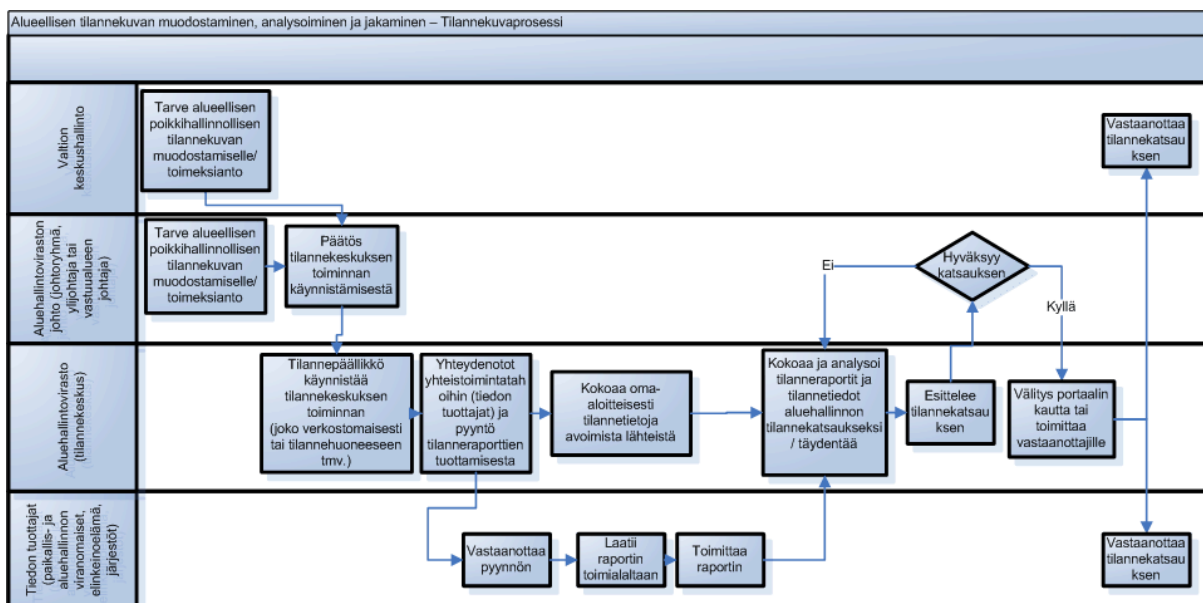 Alueellisen tilannekuvan muodostaminen, analysoiminen ja jakaminen – Tilannekuvaprosessi
Valtion
keskushallinto
Tarve alueellisen
poikkihallinnollisen
tilannekuvan
muodostamiselle/
toimeksianto
Vastaanottaa
tilannekatsau
ksen
Aluehallintoviraston
johto (johtoryhmä,
ylijohtaja tai
vastuualueen
johtaja)
Tarve alueellisen
poikkihallinnollisen
tilannekuvan
muodostamiselle/
toimeksianto
Päätös
tilannekeskuksen
toiminnan
käynnistämisestä
Ei
Hyväksyy
katsauksen
Kyllä
Aluehallintovirasto
(tilannekeskus)
Tilannepäällikkö
käynnistää
tilannekeskuksen
toiminnan
(joko verkostomaisesti
tai tilannehuoneeseen
tmv.)
Yhteydenotot
yhteistoimintatah
oihin (tiedon
tuottajat) ja
pyyntö
tilanneraporttien
tuottamisesta
Kokoaa oma-
aloitteisesti
tilannetietoja
avoimista lähteistä
Kokoaa ja analysoi
tilanneraportit ja
tilannetiedot
aluehallinnon
tilannekatsaukseksi
/ täydentää
Esittelee
tilannekatsau
ksen
Välitys portaalin
kautta tai
toimittaa
vastaanottajille
Tiedon tuottajat
(paikallis- ja
aluehallinnon
viranomaiset,
elinkeinoelämä,
järjestöt)
Vastaanottaa
pyynnön
Laatii
raportin
toimialaltaan
Toimittaa
raportin
Vastaanottaa
tilannekatsau
ksen